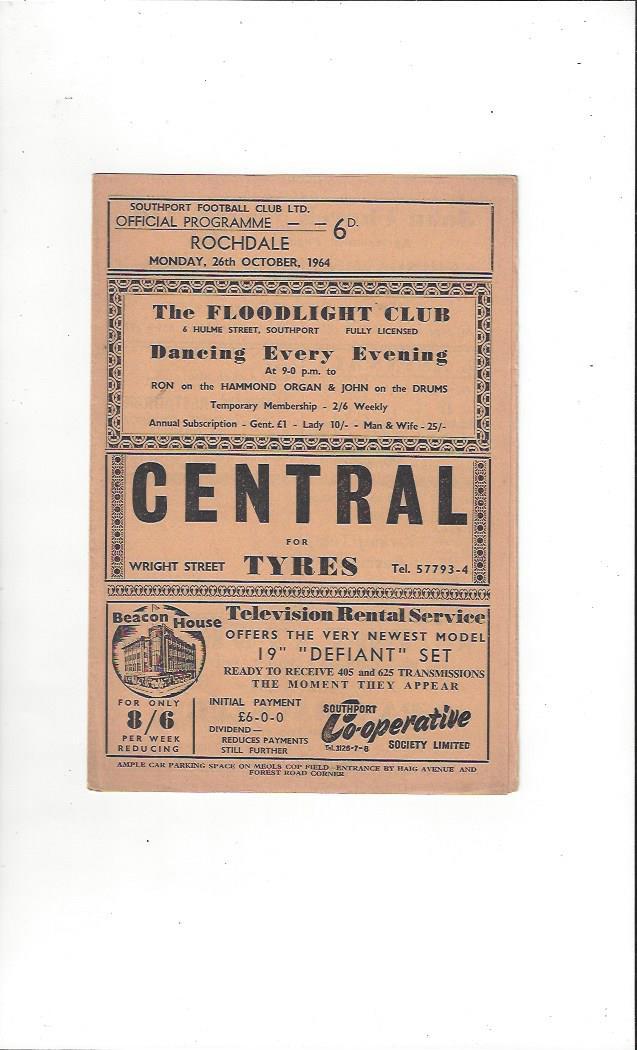 SOUTHPORT FOOTBALL CLUB LTD.
OFFICIAL PROGRAMME — — 6D.
ROCHDALE
MONDAY, 26th OCTOBER, 1964
The FLOODLIGHT CLUB
6 HULME STREET, SOUTHPORT FULLY LICENSED
Dancing Every Evening
At 9-0 p.m. to
RON on the HAMMOND ORGAN & JOHN on the DRUMS
Temporary Membership - 2/6 Weekly
Annual Subscription - Gent. £1 - Lady 10/- - Man & Wife - 25/-
CENTRAL
FOR
WRIGHT STREET TYRES Tel. 57793-4
Beacon House
Television Rental Service
OFFERS THE VERY NEWEST MODEL
19" "DEFIANT" SET
READY TO RECEIVE 405 and 625 TRANSMISSIONS
THE MOMENT THEY APPEAR
FOR ONLY
8/6
PER WEEK
REDUCING
INITIAL PAYMENT
£6-0-0
DIVIDEND—
REDUCES PAYMENTS
STILL FURTHER
SOUTHPORT
Co-operative
Tel. 3126-7-8 SOCIETY LIMITED
AMPLE CAR PARKING SPACE ON MEOLS COP FIELD—ENTRANCE BY HAIG AVENUE AND
FOREST ROAD CORNER